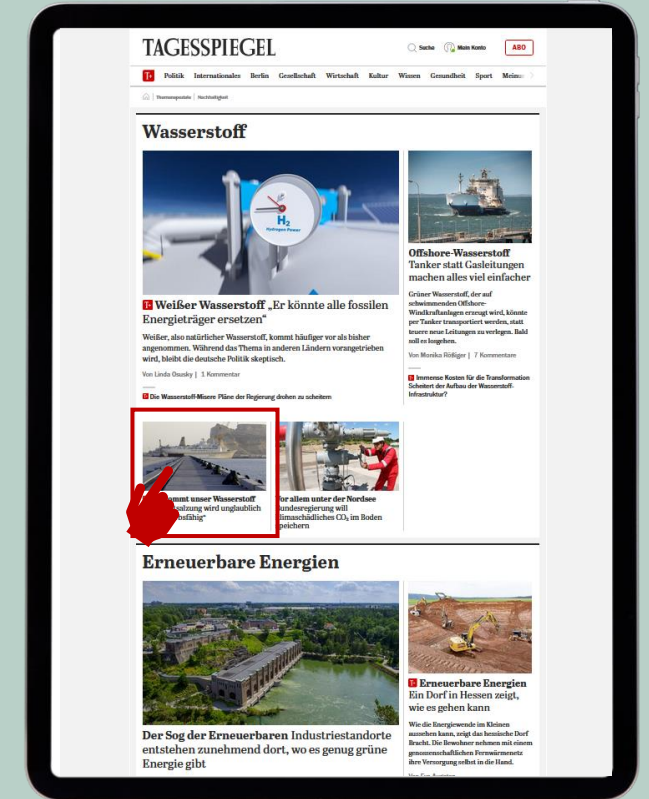 TAGESSPIEGEL
Suche Mein Konto ABO
T+ Politik Internationales Berlin Gesellschaft Wirtschaft Kultur Wissen Gesundheit Sport
Themenspeziale | Nachhaltigkeit
Wasserstoff
H2
Hydrogen Power
T+ Weißer Wasserstoff „Er könnte alle fossilen
Energieträger ersetzen“
Weißer, also natürlicher Wasserstoff, kommt häufiger vor als bisher
angenommen. Während das Thema in anderen Ländern vorangetrieben
wird, bleibt die deutsche Politik skeptisch.
Von Linda Osusky | 1 Kommentar
T+ Die Wasserstoff-Misere Pläne der Regierung drohen zu scheitern
Offshore-Wasserstoff
Tanker statt Gasleitungen
machen alles viel einfacher
Grüner Wasserstoff, der auf
schwimmenden Offshore-
Windkraftanlagen erzeugt wird, könnte
per Tanker transportiert werden, statt
teuere neue Leitungen zu verlegen. Bald
soll es losgehen.
Von Monika Rößiger | 7 Kommentare
T+ Immense Kosten für die Transformation
Scheitert der Aufbau der Wasserstoff-
Infrastruktur?
unser Wasserstoff
wird unglaublich
Vor allem unter der Nordsee
Bundesregierung will
klimaschädliches CO₂ im Boden
speichern
Erneuerbare Energien
Der Sog der Erneuerbaren Industriestandorte
entstehen zunehmend dort, wo es genug grüne
Energie gibt
T+ Erneuerbare Energien
Ein Dorf in Hessen zeigt,
wie es gehen kann
Wie die Energiewende im Kleinen
aussehen kann, zeigt das hessische Dorf
Bracht. Die Bewohner nehmen mit einem
genossenschaftlichen Fernwärmenetz
ihre Versorgung selbst in die Hand.